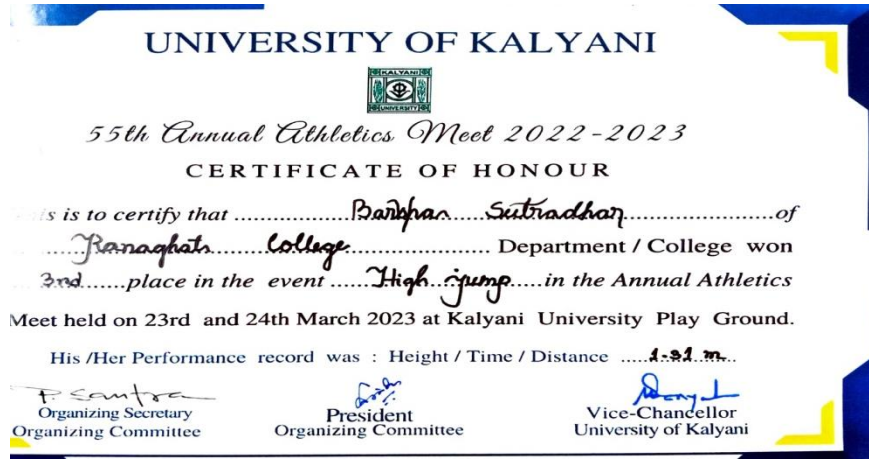 UNIVERSITY OF KALYANI
KALYANI
UNIVERSITY
55th Annual Athletics Meet 2022-2023
CERTIFICATE OF HONOUR
is is to certify that ................. Sutradhar ......................of
......Ranaghat College........................ Department / College won
3nd.......place in the event ......High jump.....in the Annual Athletics
Meet held on 23rd and 24th March 2023 at Kalyani University Play Ground.
His /Her Performance record was : Height / Time / Distance ..... m..
P. Santra
Organizing Secretary
Organizing Committee
President
Organizing Committee
Vice-Chancellor
University of Kalyani